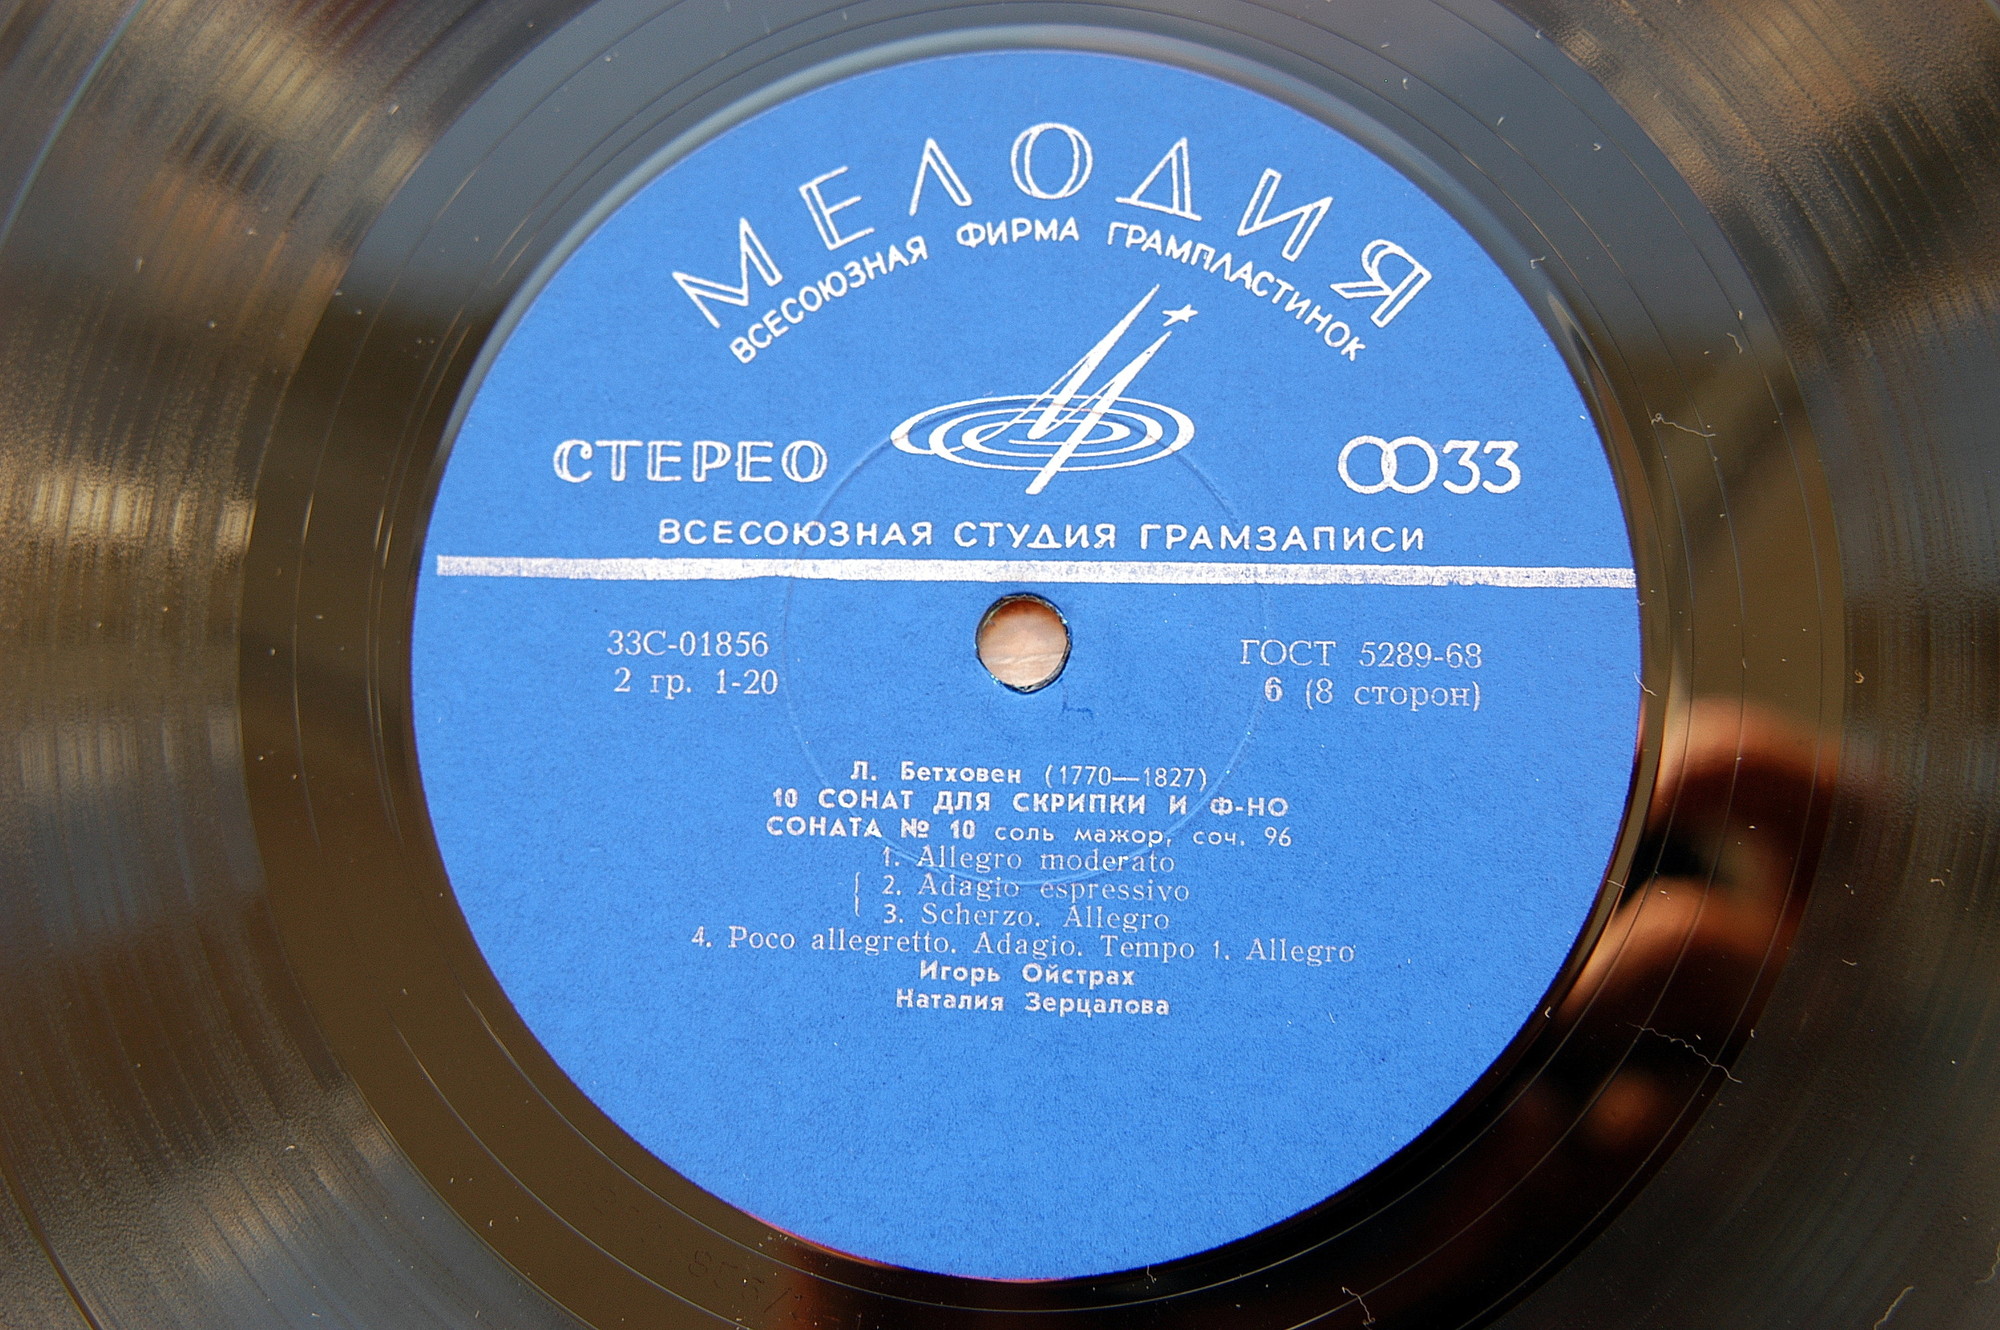 МЕЛОДИЯ
ВСЕСОЮЗНАЯ ФИРМА ГРАМПЛАСТИНОК
СТЕРЕО
33
ВСЕСОЮЗНАЯ СТУДИЯ ГРАМЗАПИСИ
33С-01856
2 гр. 1-20
ГОСТ 5289-68
6 (8 сторон)
Л. Бетховен (1770—1827)
10 СОНАТ ДЛЯ СКРИПКИ И Ф-НО
СОНАТА № 10 соль мажор, соч. 96
1. Allegro moderato
2. Adagio espressivo
3. Scherzo. Allegro
4. Poco allegretto. Adagio. Tempo 1. Allegro
Игорь Ойстрах
Наталия Зерцалова